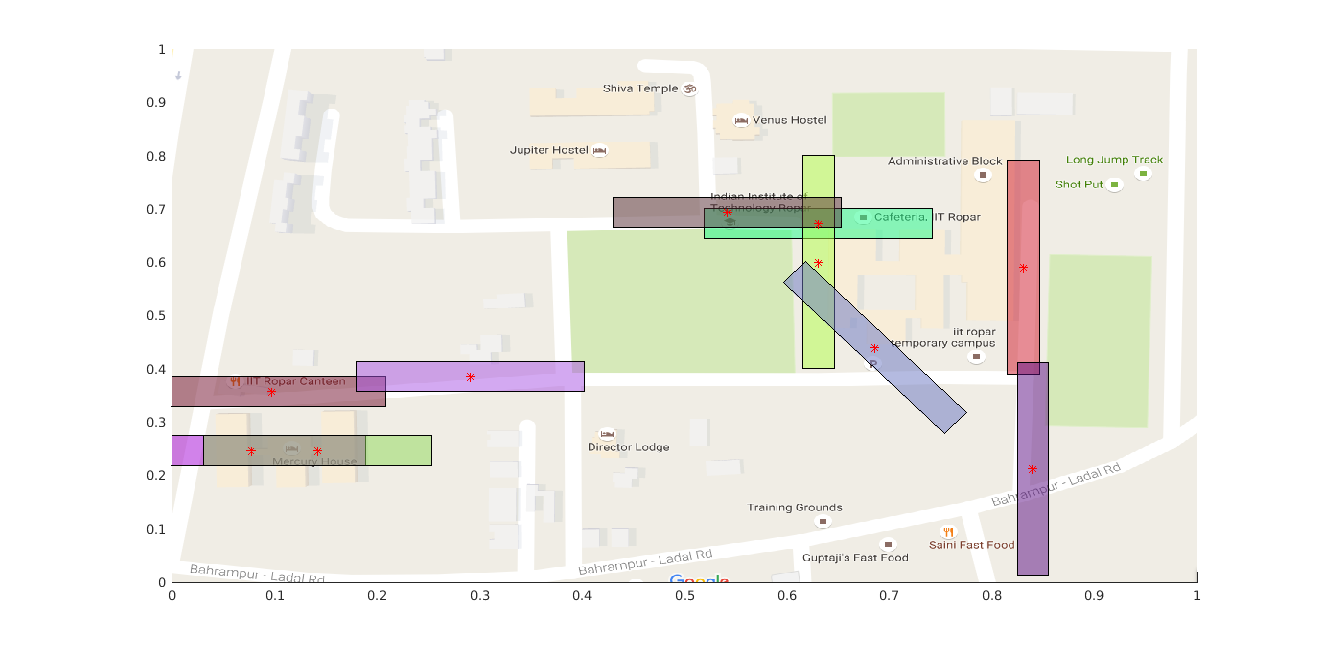 1
0.9
0.8
0.7
0.6
0.5
0.4
0.3
0.2
0.1
0
0
0.1
0.2
0.3
0.4
0.5
0.6
0.7
0.8
0.9
1
Shiva Temple
Venus Hostel
Jupiter Hostel
Administrative Block
Long Jump Track
Shot Put
Indian Institute of
Technology Ropar
Cafeteria, IIT Ropar
iit ropar
temporary campus
P
IIT Ropar Canteen
Mercury House
Director Lodge
Training Grounds
Bahrampur - Ladal Rd
Saini Fast Food
Guptaji's Fast Food
Bahrampur - Ladal Rd
Bahrampur - Ladal Rd
Google